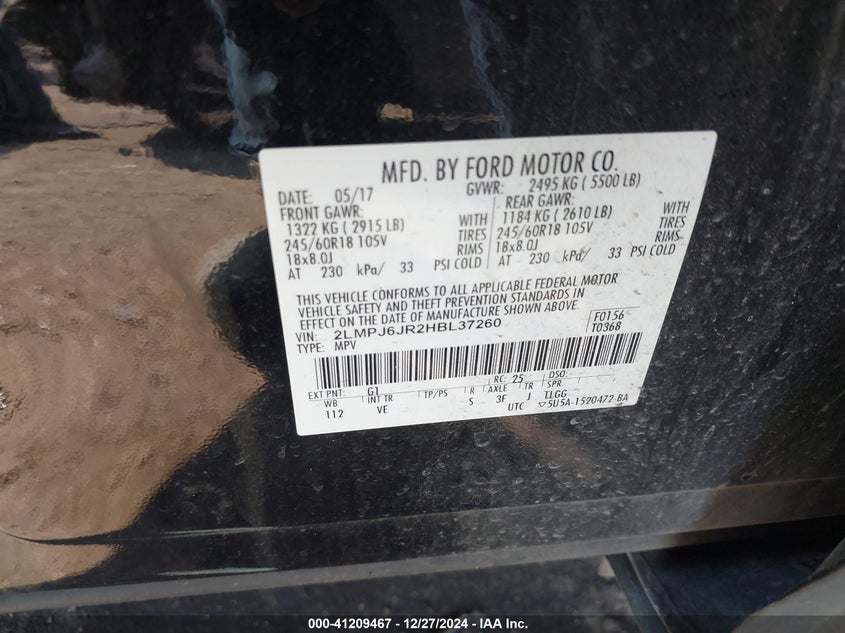 MFD. BY FORD MOTOR CO.
DATE: 05/17 GVWR: 2495 KG ( 5500 LB)
FRONT GAWR: REAR GAWR:
1322 KG ( 2915 LB) WITH 1184 KG ( 2610 LB) WITH
245/60R18 105V TIRES 245/60R18 105V TIRES
18x8.0J RIMS 18x8.0J RIMS
AT 230 kPa/ 33 PSI COLD AT 230 kPa/ 33 PSI COLD
THIS VEHICLE CONFORMS TO ALL APPLICABLE FEDERAL MOTOR
VEHICLE SAFETY AND THEFT PREVENTION STANDARDS IN
EFFECT ON THE DATE OF MANUFACTURE SHOWN ABOVE.
VIN: 2LMPJ6JR2HBL37260 F0156
TYPE: MPV T0368
EXT PNT: G1 RC: 25 DSO:
WB INT TR TP/PS R AXLE TR SPR
112 VE S 3F J LLGG
UTC ▽5U5A-1520472-BA
000-41209467 - 12/27/2024 - IAA, Inc.